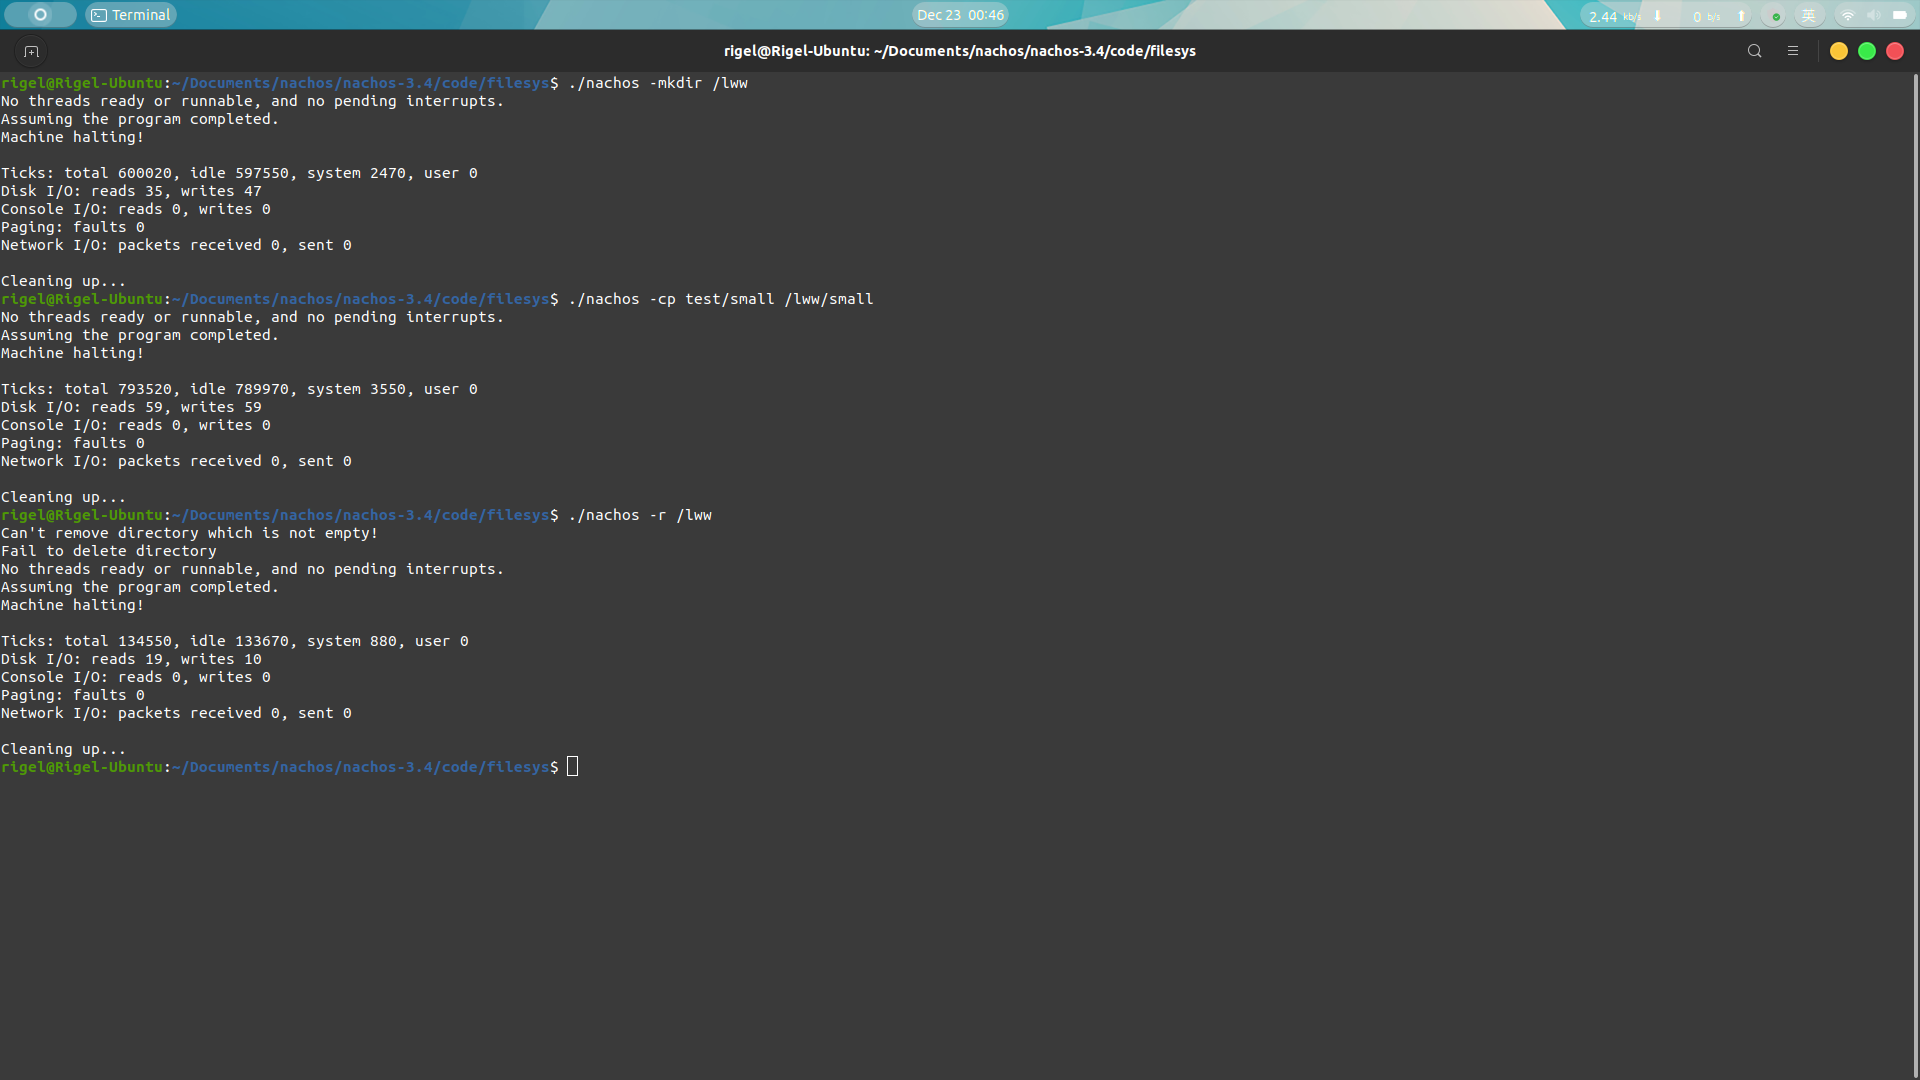 Terminal
Dec 23 00:46
2.44 kb/s 0 b/s 英
rigel@Rigel-Ubuntu: ~/Documents/nachos/nachos-3.4/code/filesys
rigel@Rigel-Ubuntu:~/Documents/nachos/nachos-3.4/code/filesys$ ./nachos -mkdir /lww
No threads ready or runnable, and no pending interrupts.
Assuming the program completed.
Machine halting!
Ticks: total 600020, idle 597550, system 2470, user 0
Disk I/O: reads 35, writes 47
Console I/O: reads 0, writes 0
Paging: faults 0
Network I/O: packets received 0, sent 0
Cleaning up...
rigel@Rigel-Ubuntu:~/Documents/nachos/nachos-3.4/code/filesys$ ./nachos -cp test/small /lww/small
No threads ready or runnable, and no pending interrupts.
Assuming the program completed.
Machine halting!
Ticks: total 793520, idle 789970, system 3550, user 0
Disk I/O: reads 59, writes 59
Console I/O: reads 0, writes 0
Paging: faults 0
Network I/O: packets received 0, sent 0
Cleaning up...
rigel@Rigel-Ubuntu:~/Documents/nachos/nachos-3.4/code/filesys$ ./nachos -r /lww
Can't remove directory which is not empty!
Fail to delete directory
No threads ready or runnable, and no pending interrupts.
Assuming the program completed.
Machine halting!
Ticks: total 134550, idle 133670, system 880, user 0
Disk I/O: reads 19, writes 10
Console I/O: reads 0, writes 0
Paging: faults 0
Network I/O: packets received 0, sent 0
Cleaning up...
rigel@Rigel-Ubuntu:~/Documents/nachos/nachos-3.4/code/filesys$